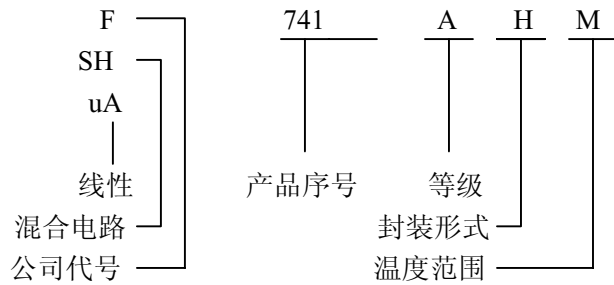 F 741 A H M
SH
uA
线性 产品序号 等级
混合电路 封装形式
公司代号 温度范围